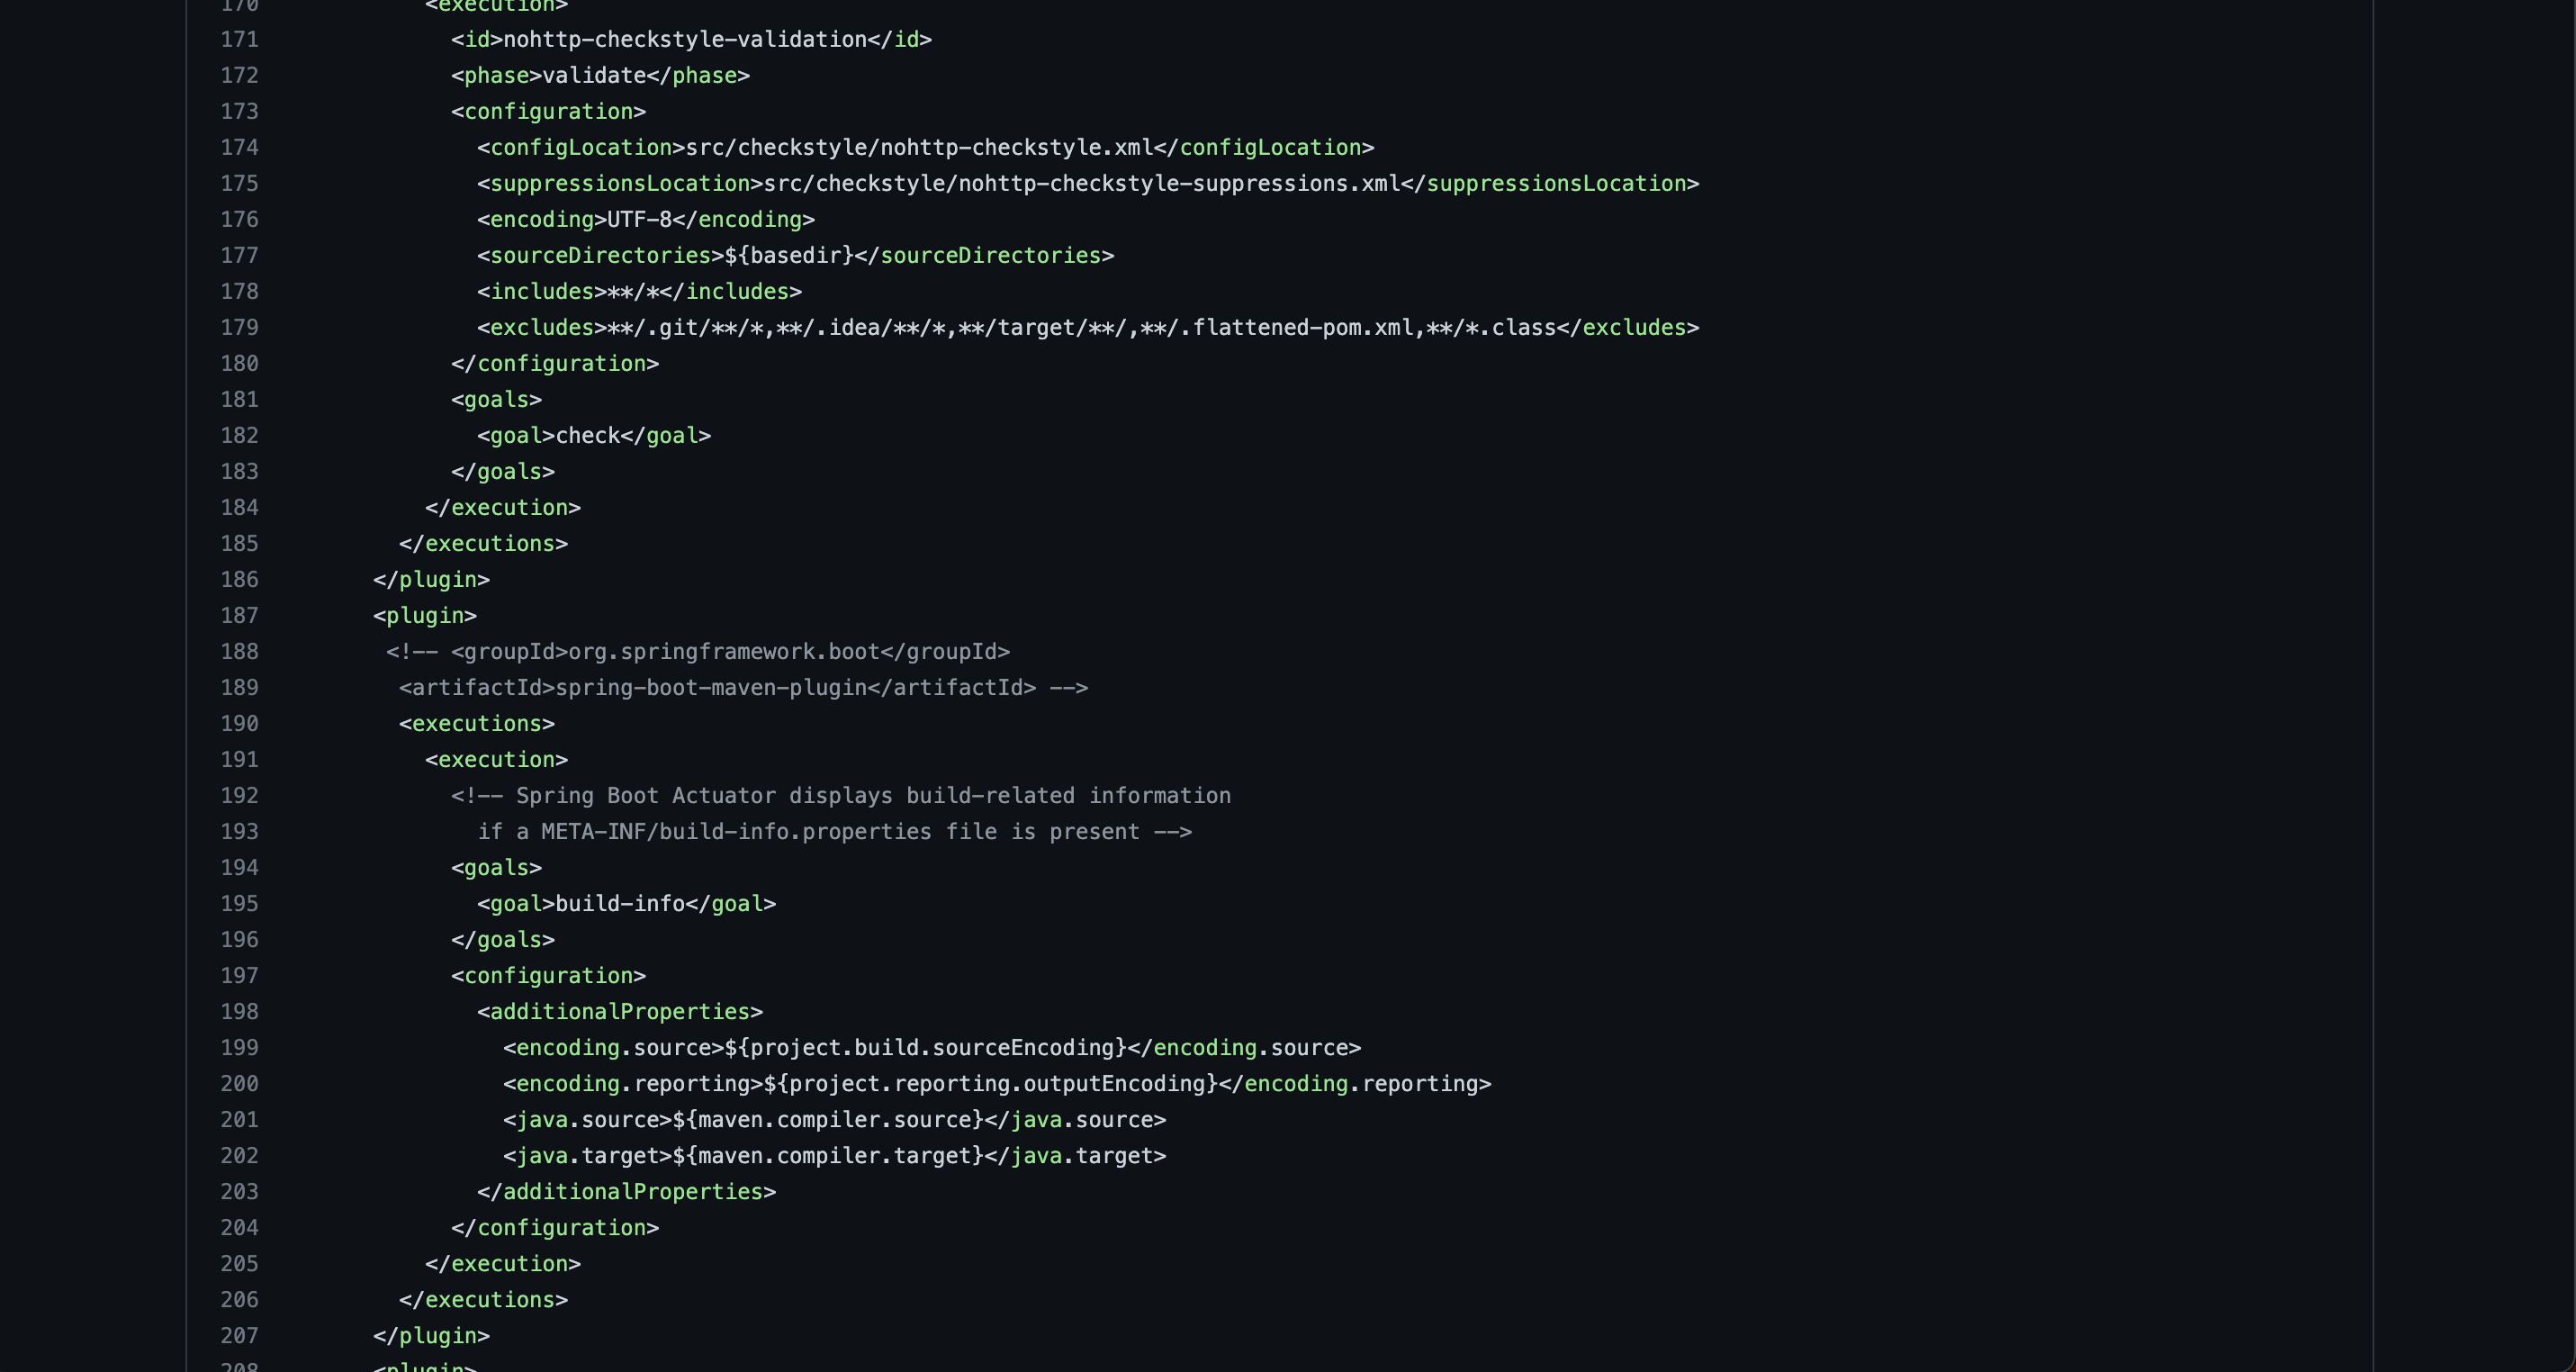 170 <execution>
171 <id>nohttp-checkstyle-validation</id>
172 <phase>validate</phase>
173 <configuration>
174 <configLocation>src/checkstyle/nohttp-checkstyle.xml</configLocation>
175 <suppressionsLocation>src/checkstyle/nohttp-checkstyle-suppressions.xml</suppressionsLocation>
176 <encoding>UTF-8</encoding>
177 <sourceDirectories>${basedir}</sourceDirectories>
178 <includes>**/*</includes>
179 <excludes>**/.git/**/*,**/.idea/**/*,**/target/**/,**/.flattened-pom.xml,**/*.class</excludes>
180 </configuration>
181 <goals>
182 <goal>check</goal>
183 </goals>
184 </execution>
185 </executions>
186 </plugin>
187 <plugin>
188 <!-- <groupId>org.springframework.boot</groupId>
189 <artifactId>spring-boot-maven-plugin</artifactId> -->
190 <executions>
191 <execution>
192 <!-- Spring Boot Actuator displays build-related information
193 if a META-INF/build-info.properties file is present -->
194 <goals>
195 <goal>build-info</goal>
196 </goals>
197 <configuration>
198 <additionalProperties>
199 <encoding.source>${project.build.sourceEncoding}</encoding.source>
200 <encoding.reporting>${project.reporting.outputEncoding}</encoding.reporting>
201 <java.source>${maven.compiler.source}</java.source>
202 <java.target>${maven.compiler.target}</java.target>
203 </additionalProperties>
204 </configuration>
205 </execution>
206 </executions>
207 </plugin>
208 <plugin>